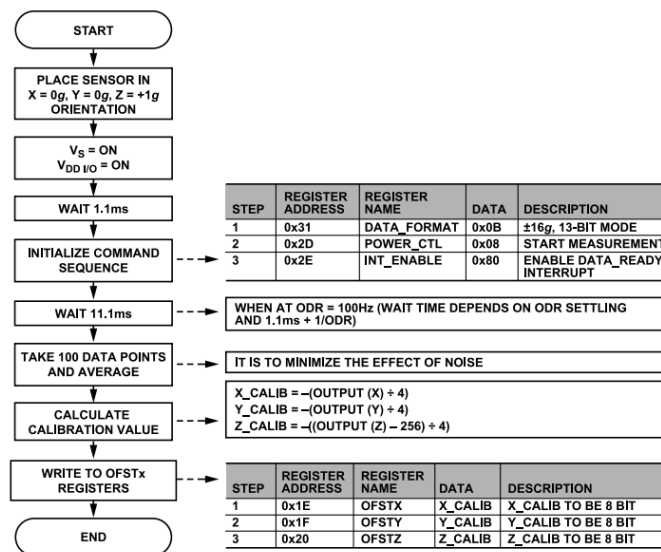 START
PLACE SENSOR IN
X = 0g, Y = 0g, Z = +1g
ORIENTATION
VS = ON
VDD I/O = ON
WAIT 1.1ms
INITIALIZE COMMAND
SEQUENCE
STEP REGISTER ADDRESS REGISTER NAME DATA DESCRIPTION
1 0x31 DATA_FORMAT 0x0B ±16g, 13-BIT MODE
2 0x2D POWER_CTL 0x08 START MEASUREMENT
3 0x2E INT_ENABLE 0x80 ENABLE DATA_READY
INTERRUPT
WAIT 11.1ms
WHEN AT ODR = 100Hz (WAIT TIME DEPENDS ON ODR SETTLING
AND 1.1ms + 1/ODR)
TAKE 100 DATA POINTS
AND AVERAGE
IT IS TO MINIMIZE THE EFFECT OF NOISE
CALCULATE
CALIBRATION VALUE
X_CALIB = –(OUTPUT (X) ÷ 4)
Y_CALIB = –(OUTPUT (Y) ÷ 4)
Z_CALIB = –((OUTPUT (Z) – 256) ÷ 4)
WRITE TO OFSTx
REGISTERS
STEP REGISTER ADDRESS REGISTER NAME DATA DESCRIPTION
1 0x1E OFSTX X_CALIB X_CALIB TO BE 8 BIT
2 0x1F OFSTY Y_CALIB Y_CALIB TO BE 8 BIT
3 0x20 OFSTZ Z_CALIB Z_CALIB TO BE 8 BIT
END